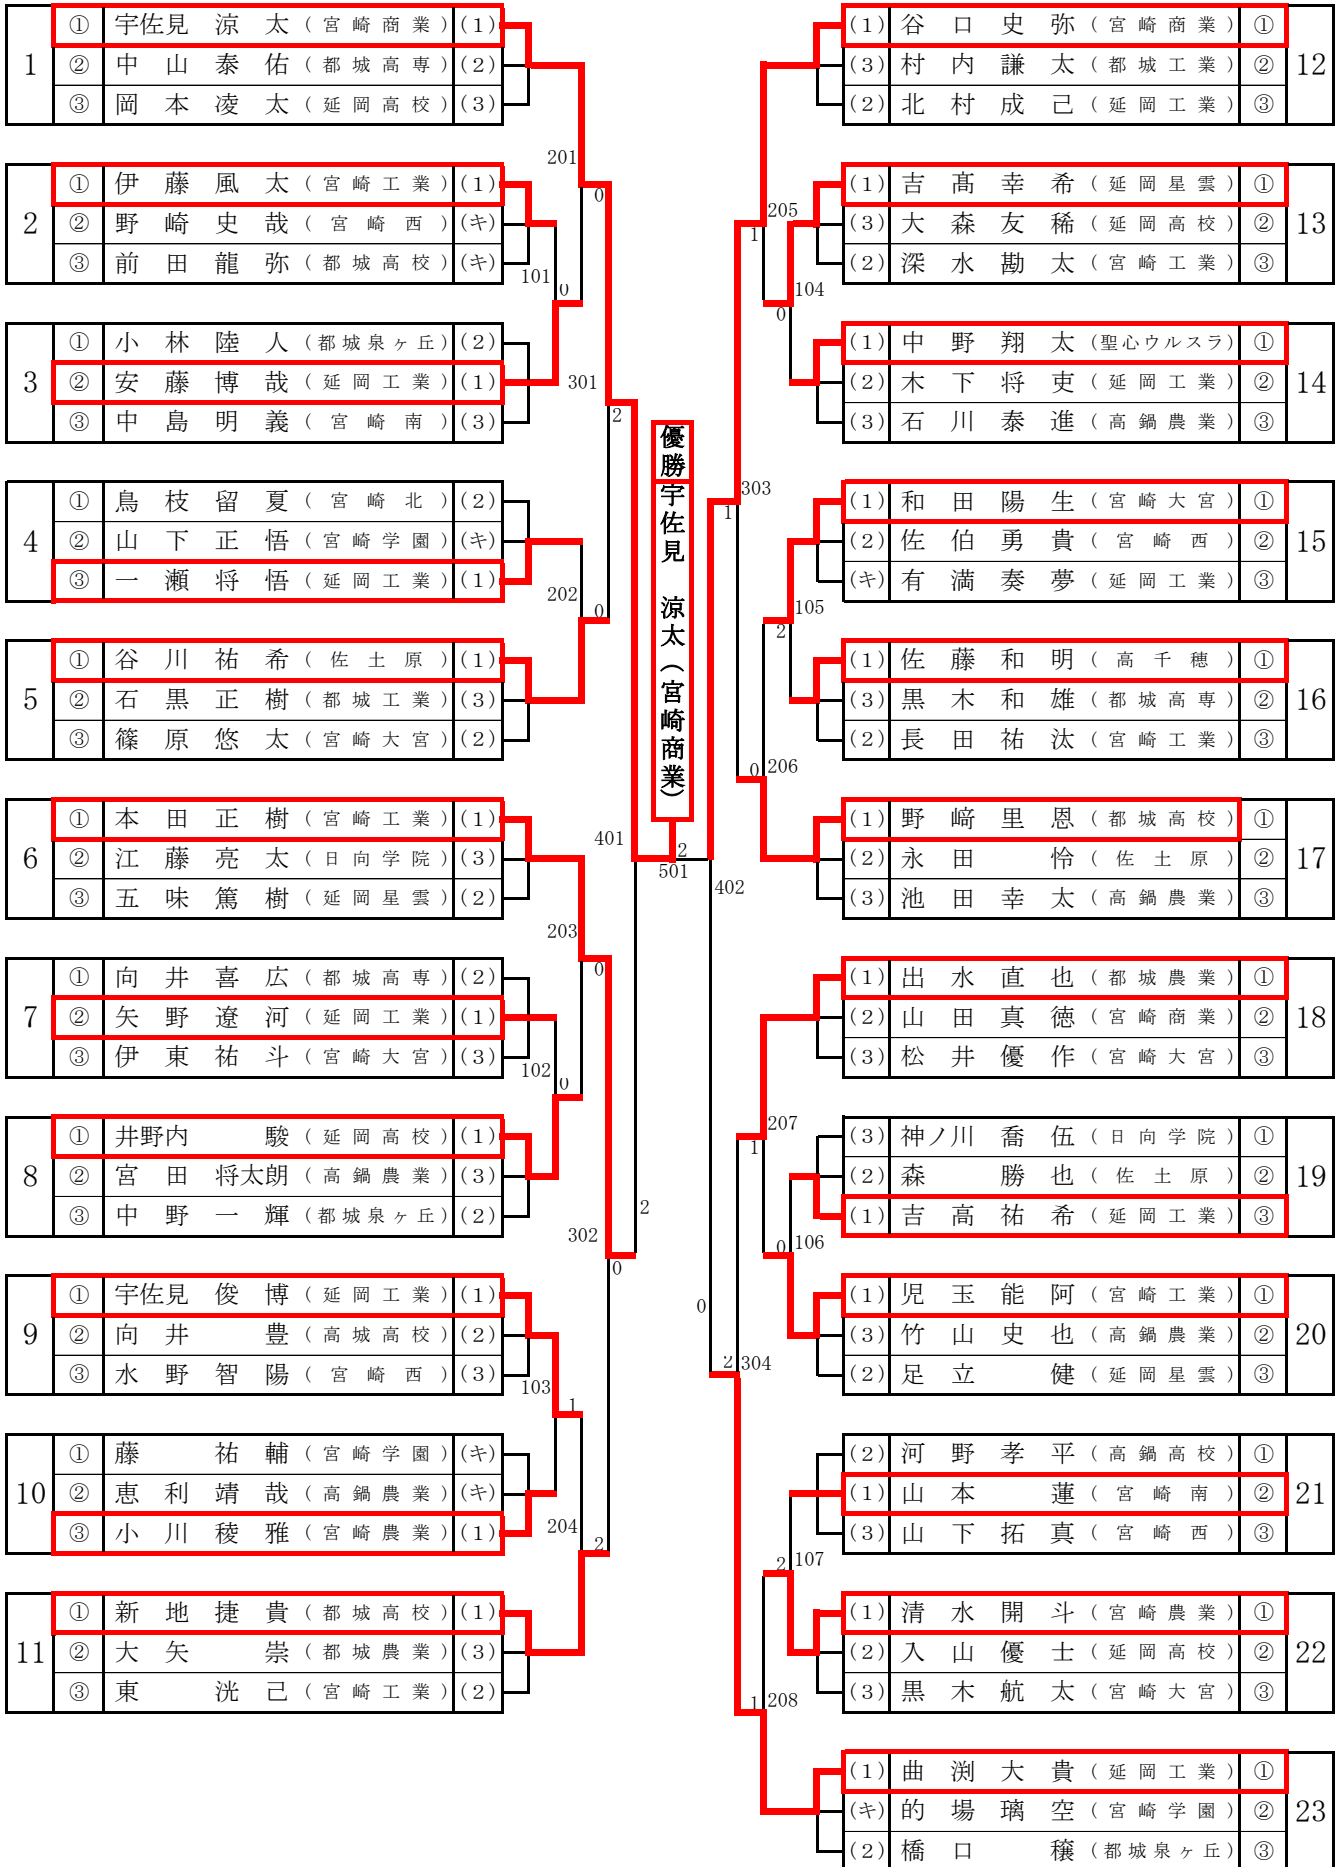 1
① 宇佐見 涼 太 (宮崎商業) (1)
② 中 山 泰 佑 (都城高専) (2)
③ 岡 本 凌 太 (延岡高校) (3)
2
① 伊 藤 風 太 (宮崎工業) (1)
② 野 崎 史 哉 (宮崎西) (キ)
③ 前 田 龍 弥 (都城高校) (キ)
3
① 小 林 陸 人 (都城泉ヶ丘) (2)
② 安 藤 博 哉 (延岡工業) (1)
③ 中 島 明 義 (宮崎南) (3)
4
① 鳥 枝 留 夏 (宮崎北) (2)
② 山 下 正 悟 (宮崎学園) (キ)
③ 一 瀬 将 悟 (延岡工業) (1)
5
① 谷 川 祐 希 (佐土原) (1)
② 石 黒 正 樹 (都城工業) (3)
③ 篠 原 悠 太 (宮崎大宮) (2)
6
① 本 田 正 樹 (宮崎工業) (1)
② 江 藤 亮 太 (日向学院) (3)
③ 五 味 篤 樹 (延岡星雲) (2)
7
① 向 井 喜 広 (都城高専) (2)
② 矢 野 遼 河 (延岡工業) (1)
③ 伊 東 祐 斗 (宮崎大宮) (3)
8
① 井野内 駿 (延岡高校) (1)
② 宮 田 将太朗 (高鍋農業) (3)
③ 中 野 一 輝 (都城泉ヶ丘) (2)
9
① 宇佐見 俊 博 (延岡工業) (1)
② 向 井 豊 (高城高校) (2)
③ 水 野 智 陽 (宮崎西) (3)
10
① 藤 祐 輔 (宮崎学園) (キ)
② 恵 利 靖 哉 (高鍋農業) (キ)
③ 小 川 稜 雅 (宮崎農業) (1)
11
① 新 地 捷 貴 (都城高校) (1)
② 大 矢 崇 (都城農業) (3)
③ 東 洸 己 (宮崎工業) (2)
201
0
101
0
301
2
202
0
401
203
0
102
0
302
0
2
103
1
204
2
優勝
宇佐見 涼太(宮崎商業)
2
501
402
0
205
1
104
0
303
1
105
2
206
0
207
1
106
0
304
2
107
2
208
1
(1) 谷 口 史 弥 (宮崎商業) ①
(3) 村 内 謙 太 (都城工業) ②
(2) 北 村 成 己 (延岡工業) ③
12
(1) 吉 髙 幸 希 (延岡星雲) ①
(3) 大 森 友 稀 (延岡高校) ②
(2) 深 水 勘 太 (宮崎工業) ③
13
(1) 中 野 翔 太 (聖心ウルスラ) ①
(2) 木 下 将 吏 (延岡工業) ②
(3) 石 川 泰 進 (高鍋農業) ③
14
(1) 和 田 陽 生 (宮崎大宮) ①
(2) 佐 伯 勇 貴 (宮崎西) ②
(キ) 有 満 奏 夢 (延岡工業) ③
15
(1) 佐 藤 和 明 (高千穂) ①
(3) 黒 木 和 雄 (都城高専) ②
(2) 長 田 祐 汰 (宮崎工業) ③
16
(1) 野 﨑 里 恩 (都城高校) ①
(2) 永 田 怜 (佐土原) ②
(3) 池 田 幸 太 (高鍋農業) ③
17
(1) 出 水 直 也 (都城農業) ①
(2) 山 田 真 徳 (宮崎商業) ②
(3) 松 井 優 作 (宮崎大宮) ③
18
(3) 神ノ川 喬 伍 (日向学院) ①
(2) 森 勝 也 (佐土原) ②
(1) 吉 高 祐 希 (延岡工業) ③
19
(1) 児 玉 能 阿 (宮崎工業) ①
(3) 竹 山 史 也 (高鍋農業) ②
(2) 足 立 健 (延岡星雲) ③
20
(2) 河 野 孝 平 (高鍋高校) ①
(1) 山 本 蓮 (宮崎南) ②
(3) 山 下 拓 真 (宮崎西) ③
21
(1) 清 水 開 斗 (宮崎農業) ①
(2) 入 山 優 士 (延岡高校) ②
(3) 黒 木 航 太 (宮崎大宮) ③
22
(1) 曲 渕 大 貴 (延岡工業) ①
(キ) 的 場 璃 空 (宮崎学園) ②
(2) 橋 口 穣 (都城泉ヶ丘) ③
23